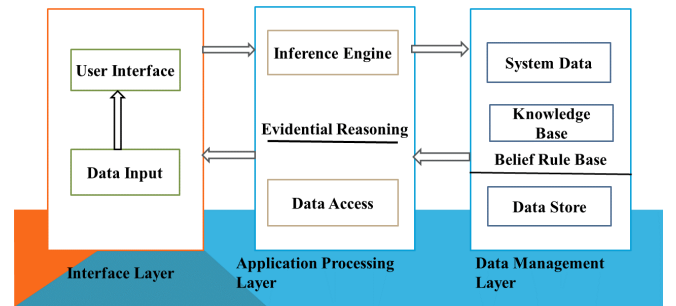 User Interface
Data Input
Interface Layer
Inference Engine
Evidential Reasoning
Data Access
Application Processing
Layer
System Data
Knowledge
Base
Belief Rule Base
Data Store
Data Management
Layer